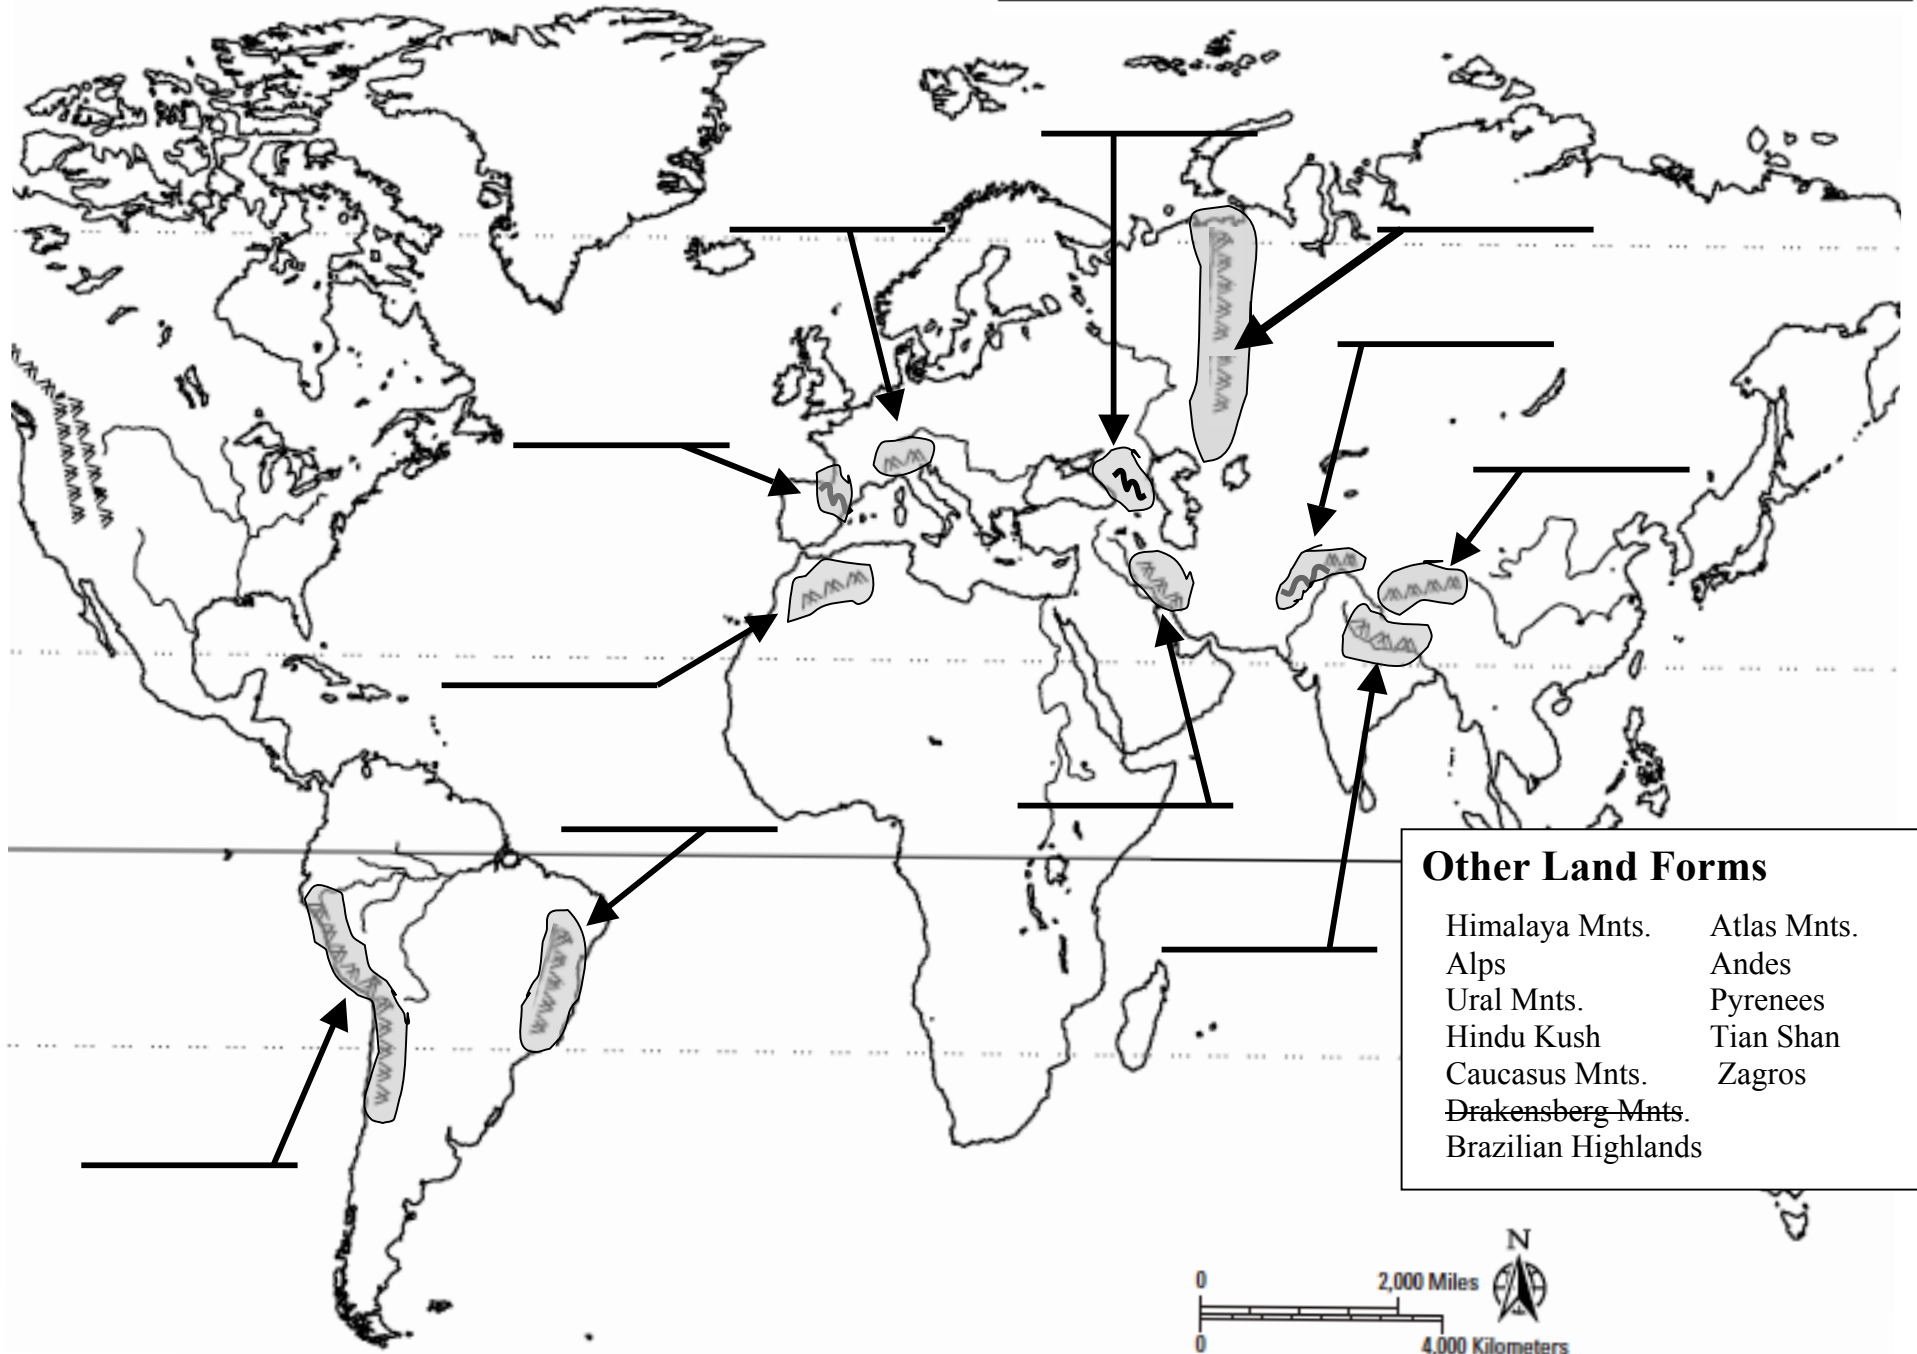 Other Land Forms
Himalaya Mnts. Atlas Mnts.
Alps Andes
Ural Mnts. Pyrenees
Hindu Kush Tian Shan
Caucasus Mnts. Zagros
Drakensberg Mnts.
Brazilian Highlands
N
0 2,000 Miles
0 4,000 Kilometers